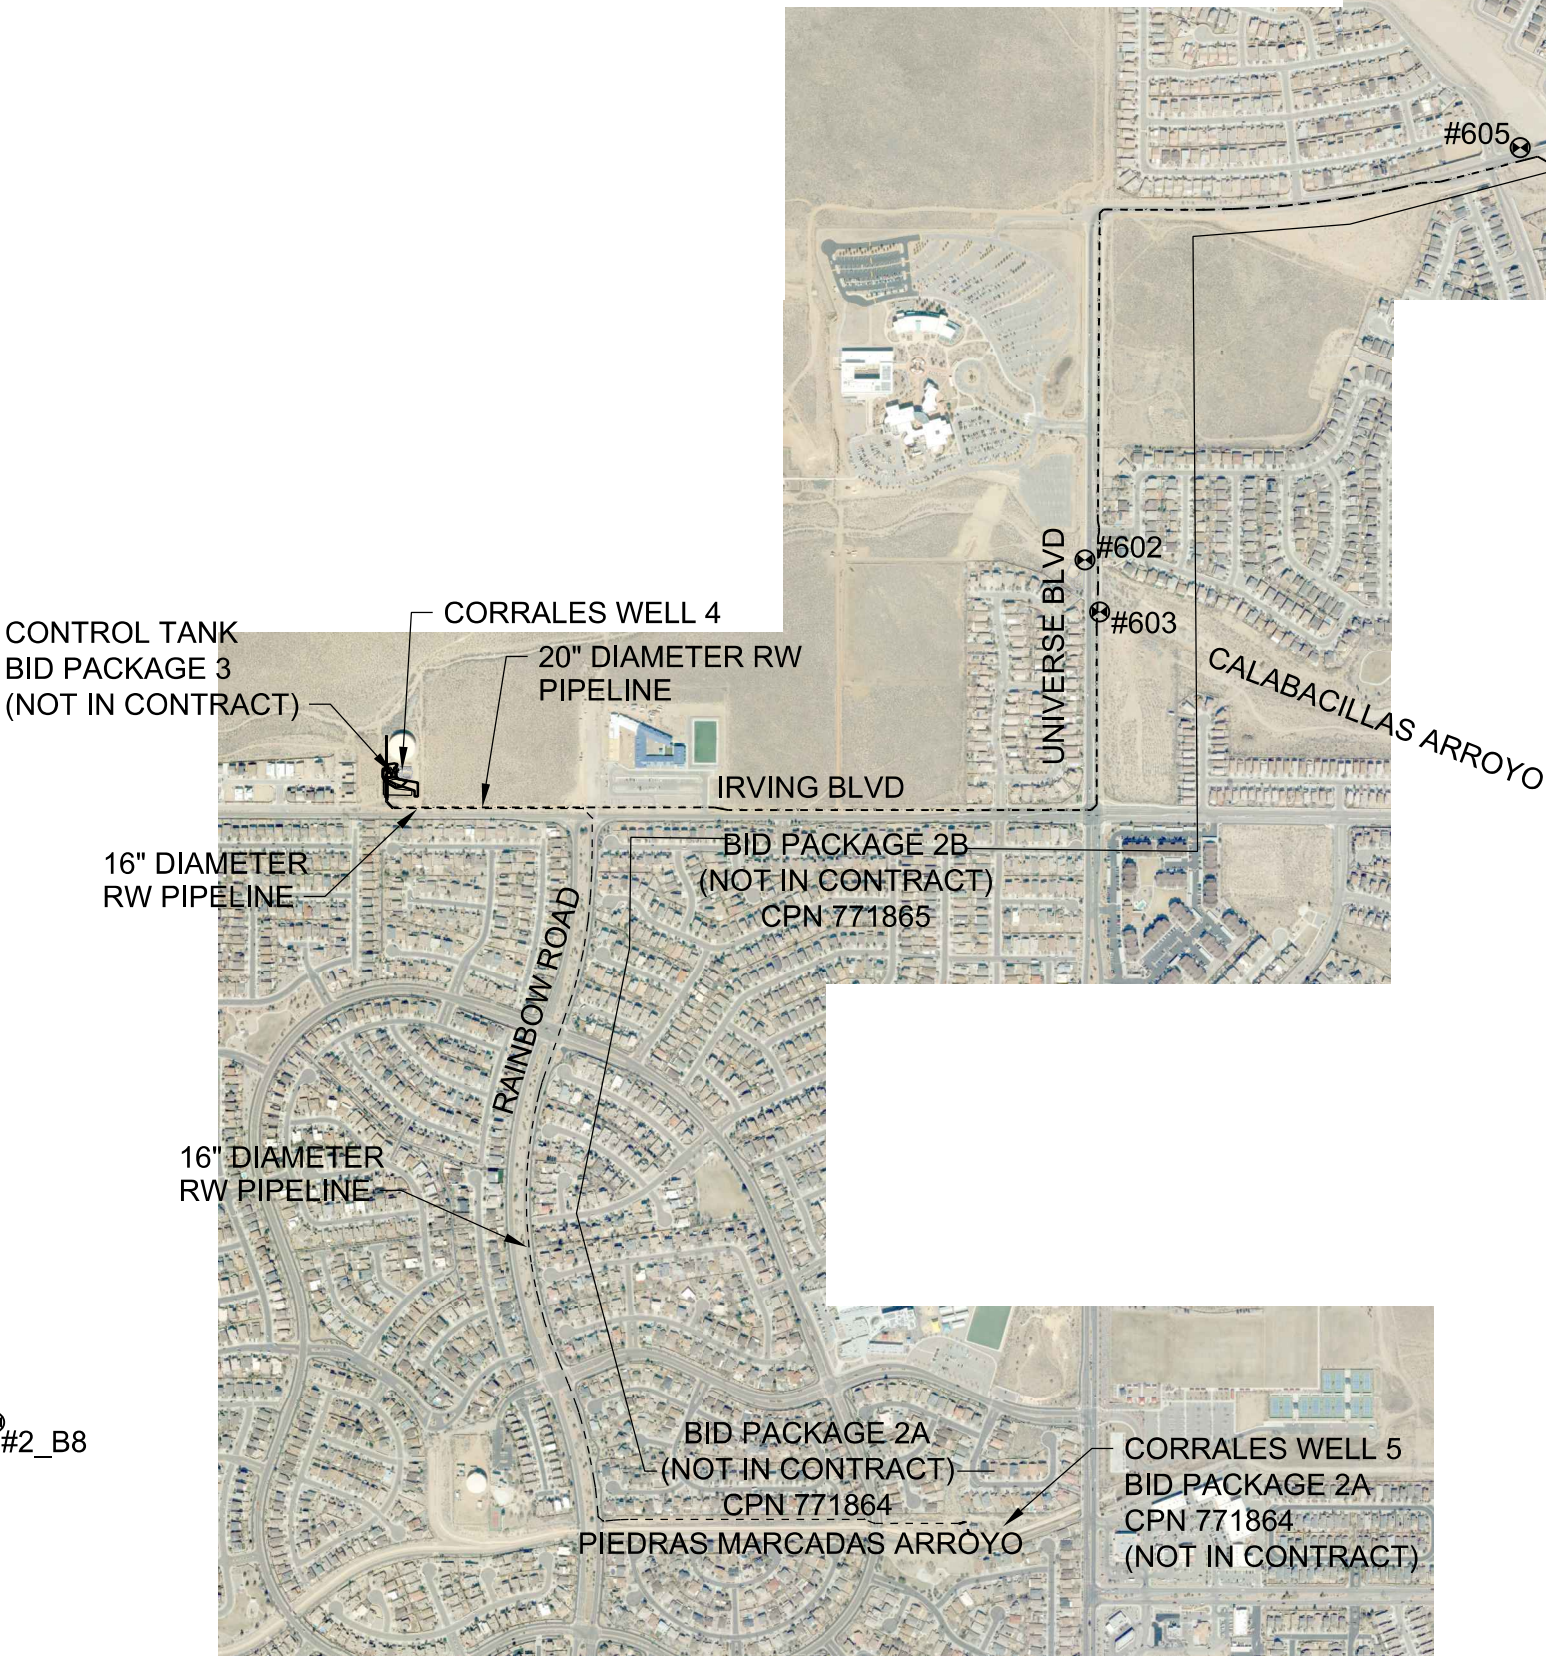 #605
#602
#603
UNIVERSE BLVD
CALABACILLAS ARROYO
CONTROL TANK
BID PACKAGE 3
(NOT IN CONTRACT)
CORRALES WELL 4
20" DIAMETER RW
PIPELINE
IRVING BLVD
16" DIAMETER
RW PIPELINE
BID PACKAGE 2B
(NOT IN CONTRACT)
CPN 771865
RAINBOW ROAD
16" DIAMETER
RW PIPELINE
#2_B8
BID PACKAGE 2A
(NOT IN CONTRACT)
CPN 771864
PIEDRAS MARCADAS ARROYO
CORRALES WELL 5
BID PACKAGE 2A
CPN 771864
(NOT IN CONTRACT)